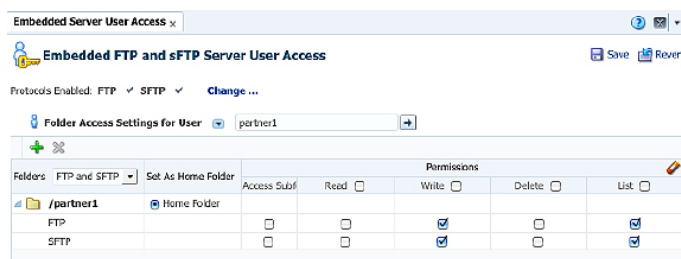 Embedded Server User Access x
Embedded FTP and sFTP Server User Access
Save Rever
Protocols Enabled: FTP ✓ SFTP ✓ Change ...
Folder Access Settings for User partner1
Folders FTP and SFTP Set As Home Folder Permissions
Access Subf Read Write Delete List
/partner1 Home Folder
FTP
SFTP